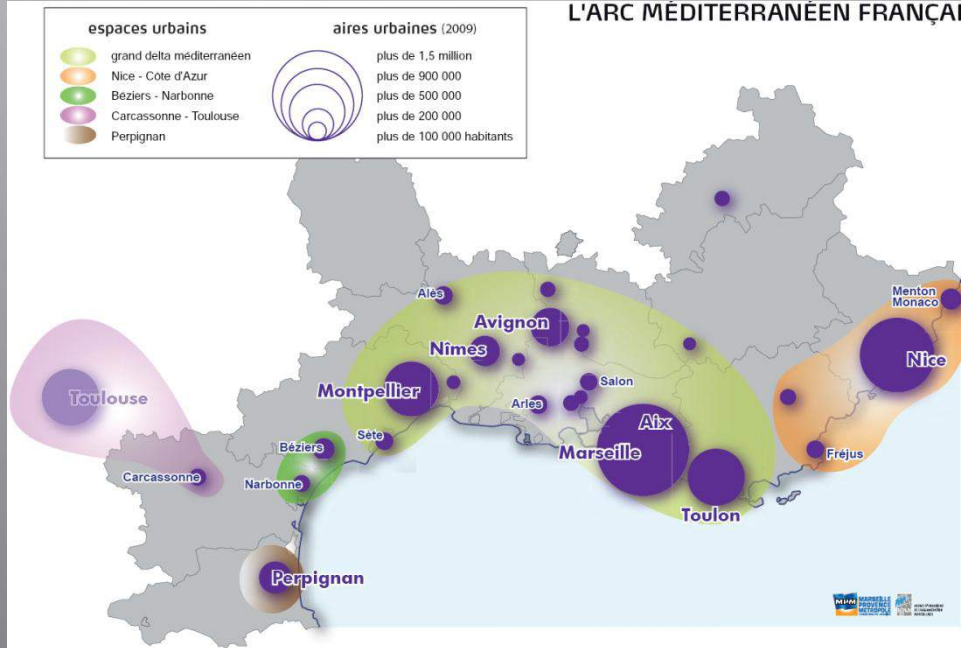 L'ARC MÉDITERRANÉEN FRANÇAI
espaces urbains
grand delta méditerranéen
Nice - Côte d'Azur
Béziers - Narbonne
Carcassonne - Toulouse
Perpignan
aires urbaines (2009)
plus de 1,5 million
plus de 900 000
plus de 500 000
plus de 200 000
plus de 100 000 habitants
Alès
Menton
Monaco
Avignon
Nîmes
Nice
Montpellier
Salon
Toulouse
Arles
Aix
Sète
Béziers
Marseille
Fréjus
Carcassonne
Narbonne
Toulon
Perpignan
MPM
MARSEILLE
PROVENCE
METROPOLE